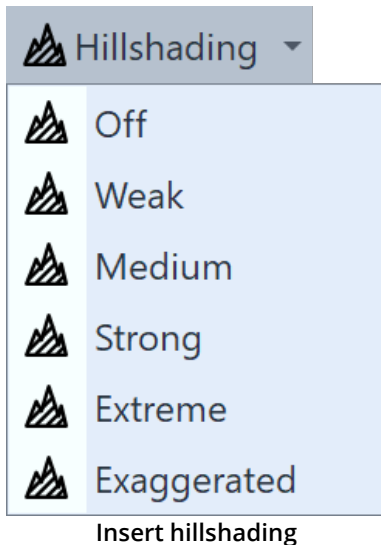 Hillshading
Off
Weak
Medium
Strong
Extreme
Exaggerated
Insert hillshading